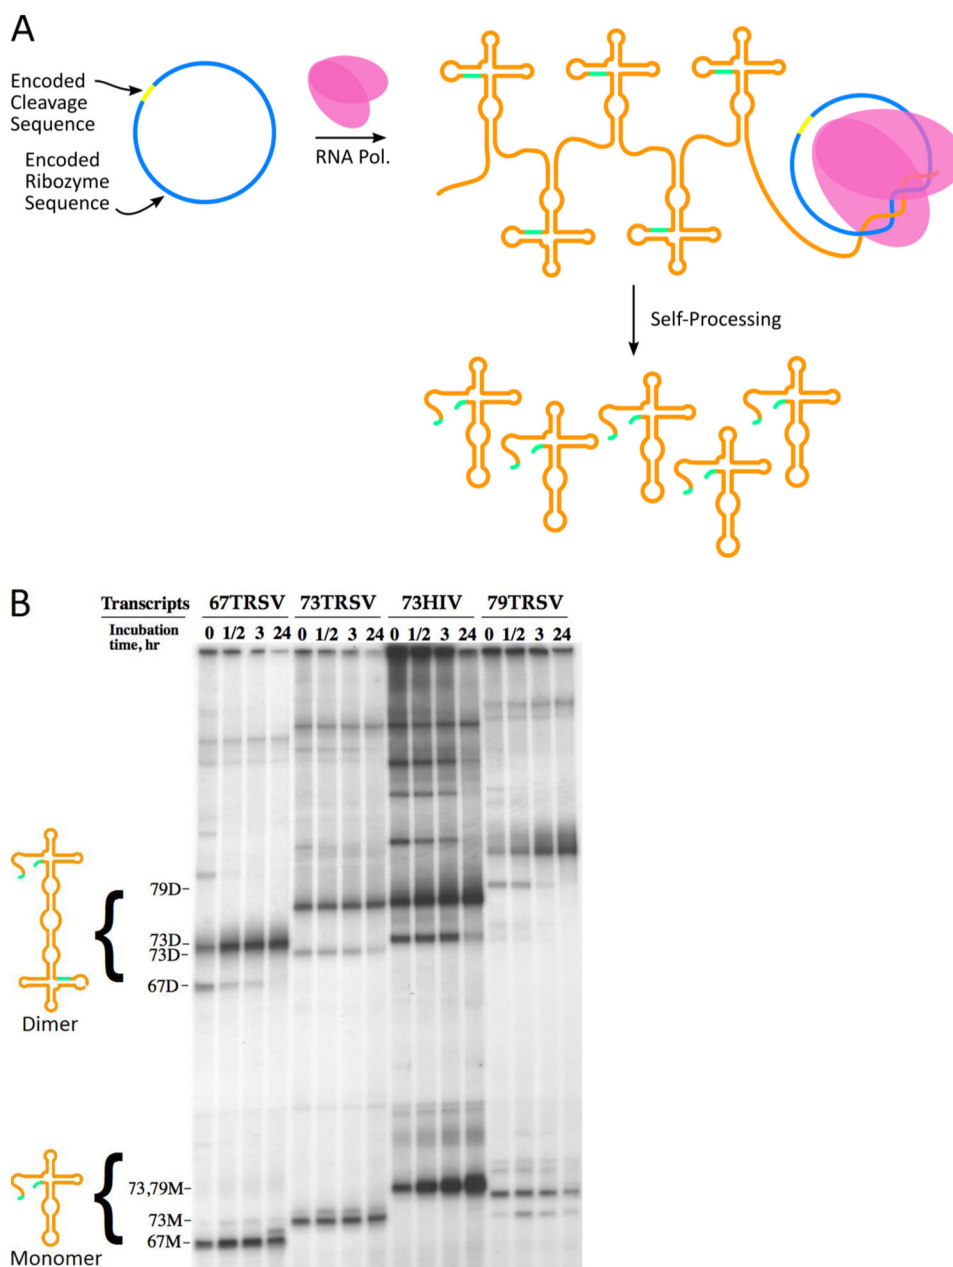 A
Encoded
Cleavage
Sequence
Encoded
Ribozyme
Sequence
RNA Pol.
Self-Processing
B
Transcripts 67TRSV 73TRSV 73HIV 79TRSV
Incubation
time, hr
0 1/2 3 24 0 1/2 3 24 0 1/2 3 24 0 1/2 3 24
79D-
73D-
73D-
67D-
Dimer
73,79M-
73M-
67M-
Monomer